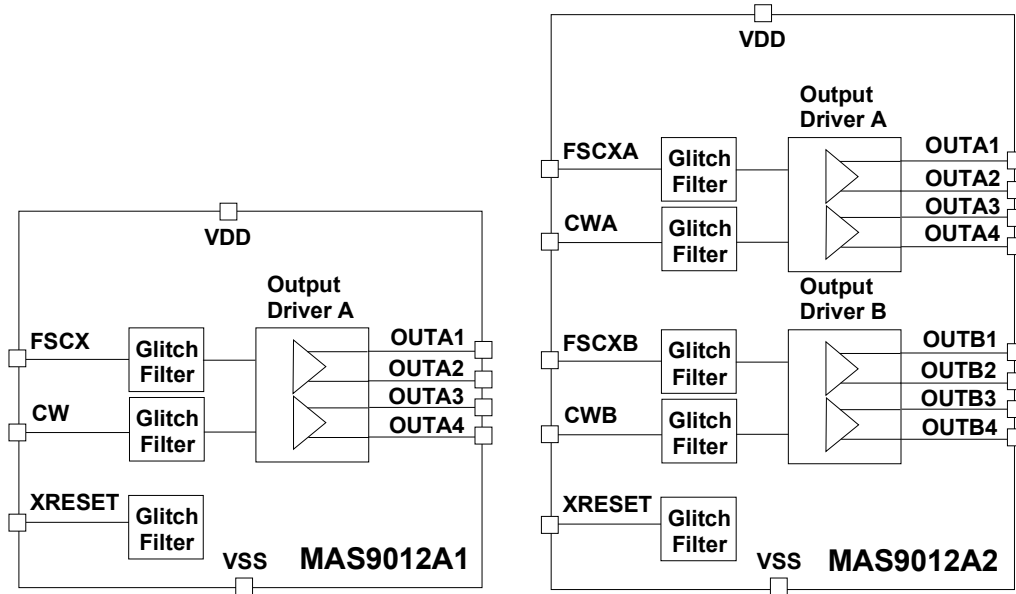 VDD
Output
Driver A
FSCX
Glitch
Filter
OUTA1
OUTA2
CW
Glitch
Filter
OUTA3
OUTA4
XRESET
Glitch
Filter
VSS
MAS9012A1
VDD
Output
Driver A
FSCXA
Glitch
Filter
OUTA1
OUTA2
CWA
Glitch
Filter
OUTA3
OUTA4
Output
Driver B
FSCXB
Glitch
Filter
OUTB1
OUTB2
CWB
Glitch
Filter
OUTB3
OUTB4
XRESET
Glitch
Filter
VSS
MAS9012A2